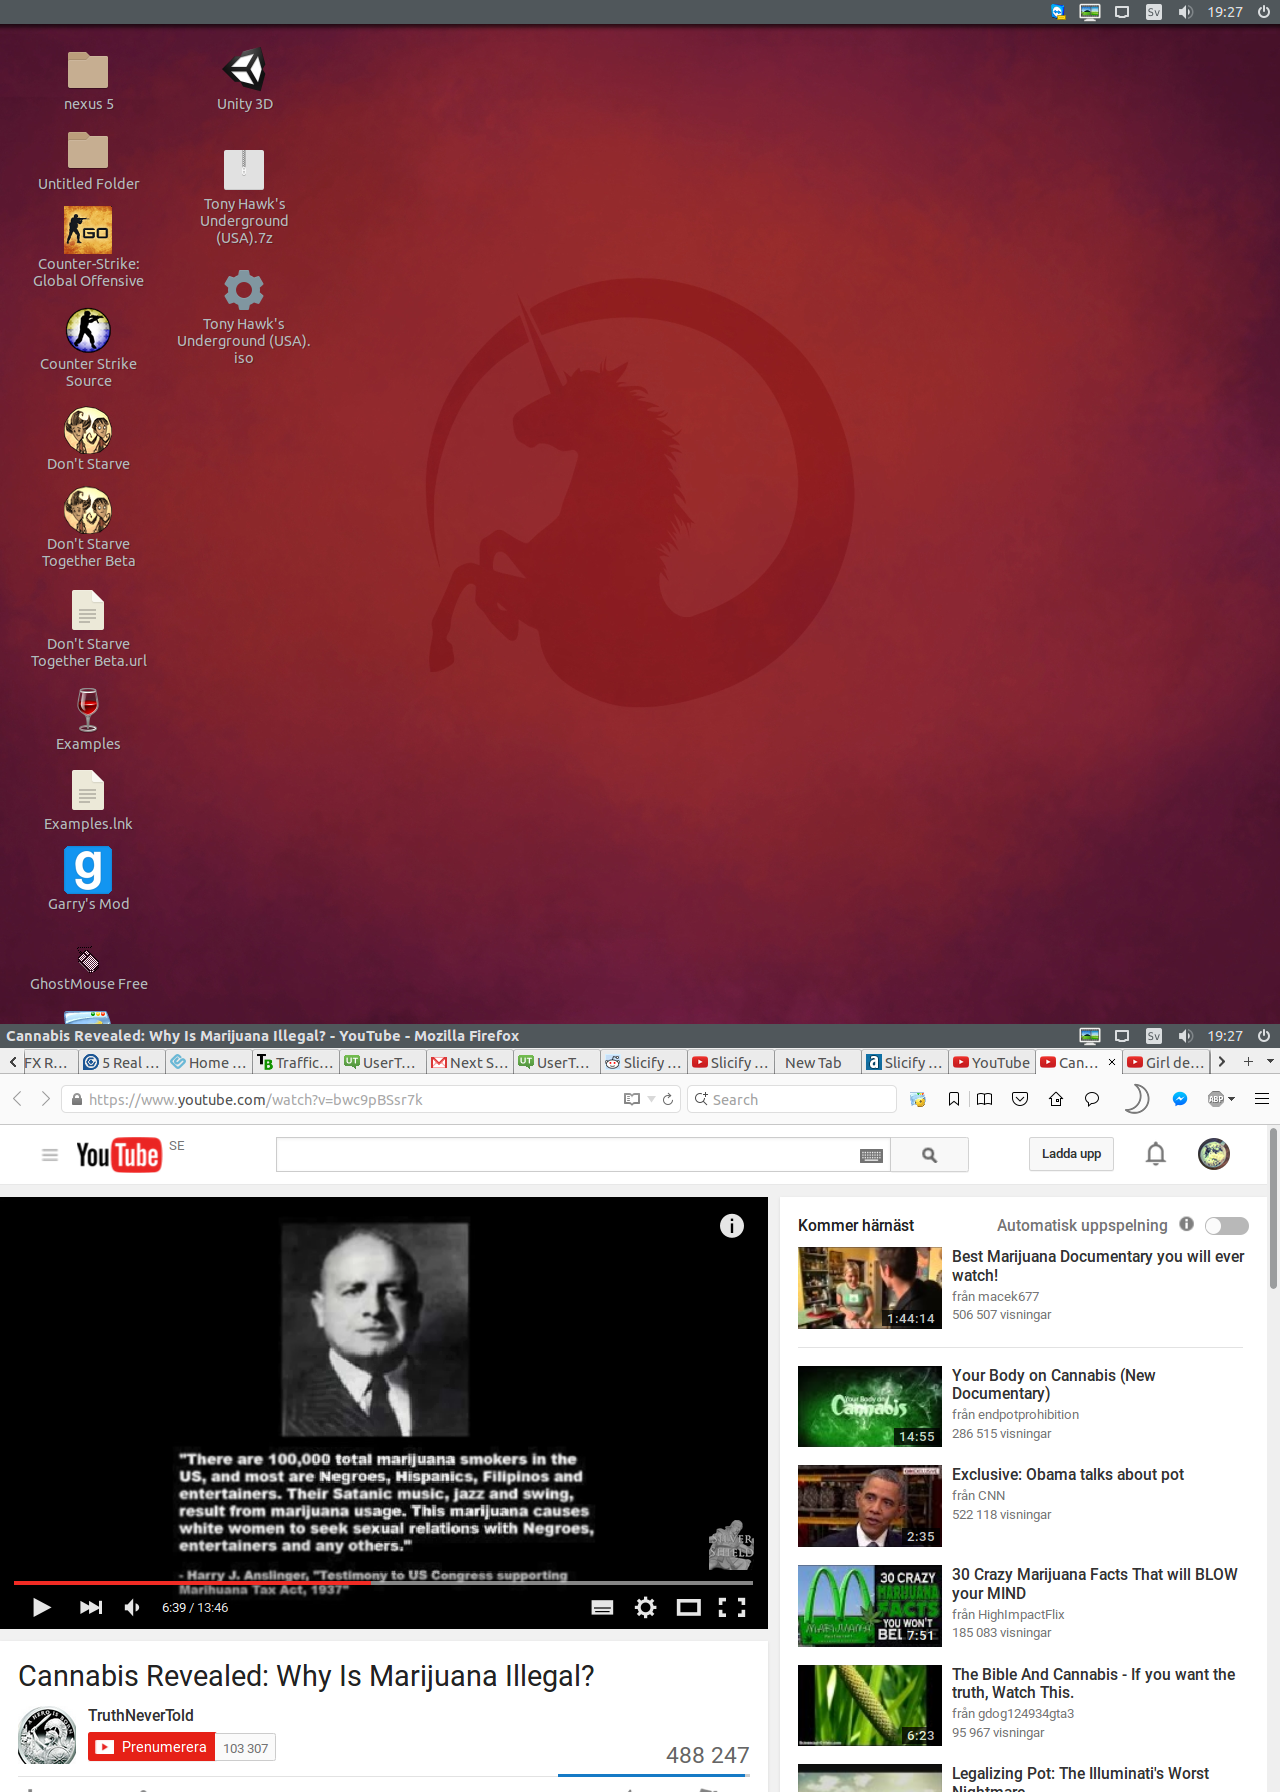 Sv
19:27
nexus 5
Unity 3D
Untitled Folder
Tony Hawk's
Underground
(USA).7z
GO
Counter-Strike:
Global Offensive
Tony Hawk's
Underground (USA).
iso
Counter Strike
Source
Don't Starve
Don't Starve
Together Beta
Don't Starve
Together Beta.url
Examples
Examples.lnk
g
Garry's Mod
GhostMouse Free
Cannabis Revealed: Why Is Marijuana Illegal? - YouTube - Mozilla Firefox
Sv
19:27
FX R…
5 Real …
Home …
TB Traffic…
UT UserT…
Next S…
UT UserT…
Slicify …
Slicify …
New Tab
a Slicify …
YouTube
Can…
Girl de…
https://www.youtube.com/watch?v=bwc9pBSsr7k
Search
ABP
YouTube SE
Ladda upp
"There are 100,000 total marijuana smokers in the
US, and most are Negroes, Hispanics, Filipinos and
entertainers. Their Satanic music, jazz and swing,
result from marijuana usage. This marijuana causes
white women to seek sexual relations with Negroes,
entertainers and any others."
- Harry J. Anslinger, "Testimony to US Congress supporting
Marihuana Tax Act, 1937"
SILVER
SHIELD
6:39 / 13:46
Cannabis Revealed: Why Is Marijuana Illegal?
TruthNeverTold
Prenumerera
103 307
488 247
Kommer härnäst
Automatisk uppspelning
Best Marijuana Documentary you will ever
watch!
från macek677
506 507 visningar
1:44:14
Your Body on Cannabis (New
Documentary)
från endpotprohibition
286 515 visningar
Your Body on
Cannabis
14:55
Exclusive: Obama talks about pot
från CNN
522 118 visningar
2:35
30 Crazy Marijuana Facts That will BLOW
your MIND
från HighImpactFlix
185 083 visningar
30 CRAZY
MARIJUANA
FACTS
YOU WON'T
BEL
MARIJUANA
7:51
The Bible And Cannabis - If you want the
truth, Watch This.
från gdog124934gta3
95 967 visningar
6:23
Legalizing Pot: The Illuminati's Worst
Nightmare